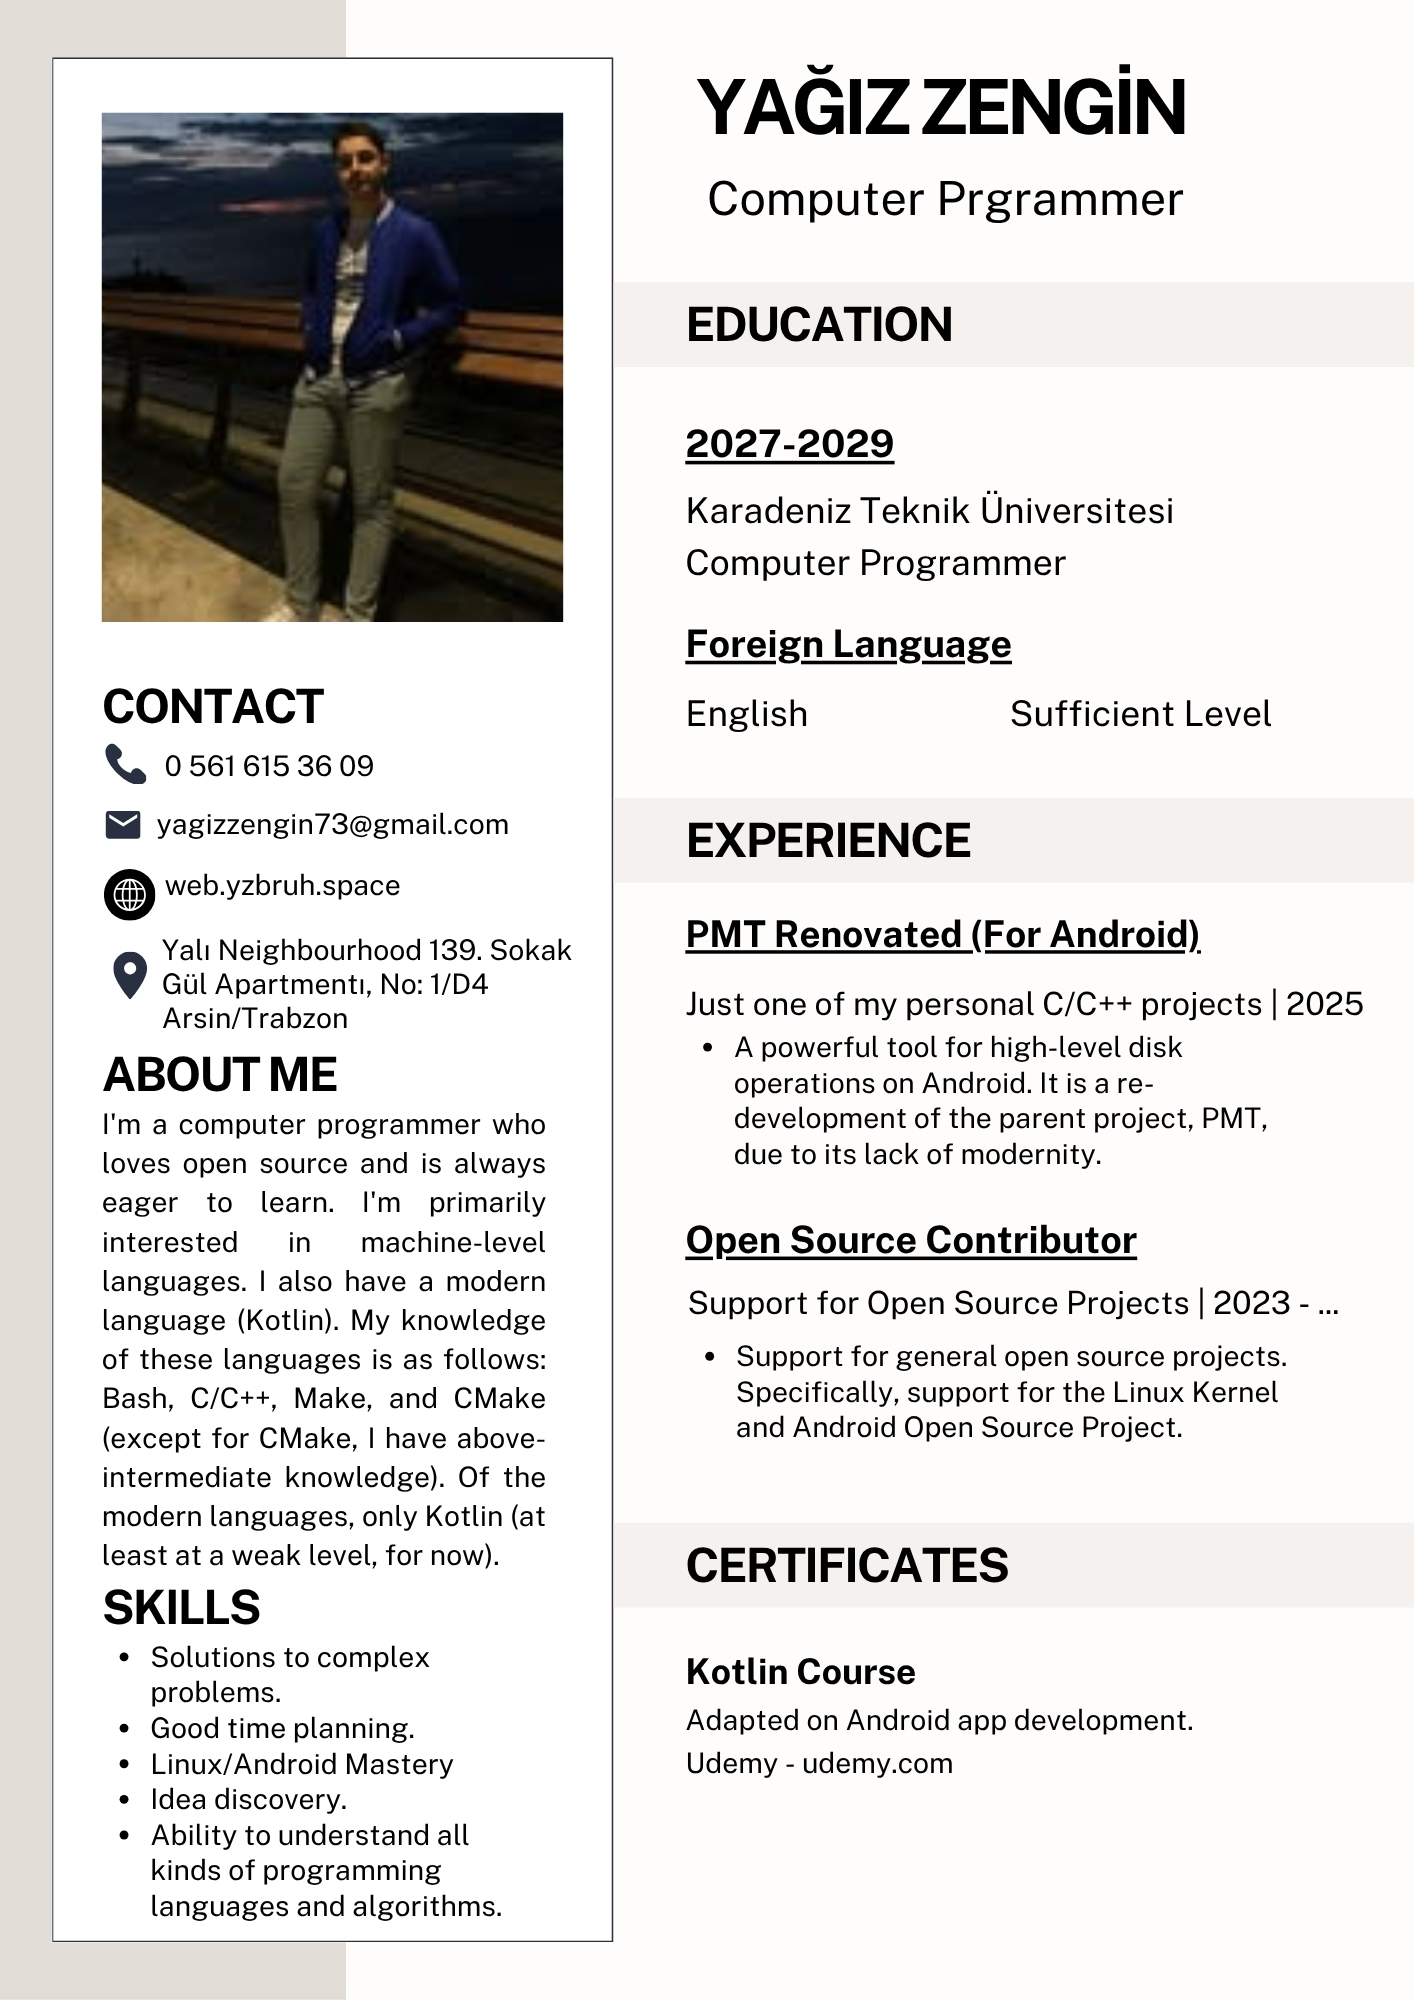 YAĞIZ ZENGİN
Computer Prgrammer
CONTACT
0 561 615 36 09
yagizzengin73@gmail.com
web.yzbruh.space
Yalı Neighbourhood 139. Sokak
Gül Apartmentı, No: 1/D4
Arsin/Trabzon
ABOUT ME
I'm a computer programmer who
loves open source and is always
eager to learn. I'm primarily
interested in machine-level
languages. I also have a modern
language (Kotlin). My knowledge
of these languages is as follows:
Bash, C/C++, Make, and CMake
(except for CMake, I have above-
intermediate knowledge). Of the
modern languages, only Kotlin (at
least at a weak level, for now).
SKILLS
• Solutions to complex
problems.
• Good time planning.
• Linux/Android Mastery
• Idea discovery.
• Ability to understand all
kinds of programming
languages and algorithms.
EDUCATION
2027-2029
Karadeniz Teknik Üniversitesi
Computer Programmer
Foreign Language
English Sufficient Level
EXPERIENCE
PMT Renovated (For Android)
Just one of my personal C/C++ projects | 2025
• A powerful tool for high-level disk
operations on Android. It is a re-
development of the parent project, PMT,
due to its lack of modernity.
Open Source Contributor
Support for Open Source Projects | 2023 - ...
• Support for general open source projects.
Specifically, support for the Linux Kernel
and Android Open Source Project.
CERTIFICATES
Kotlin Course
Adapted on Android app development.
Udemy - udemy.com